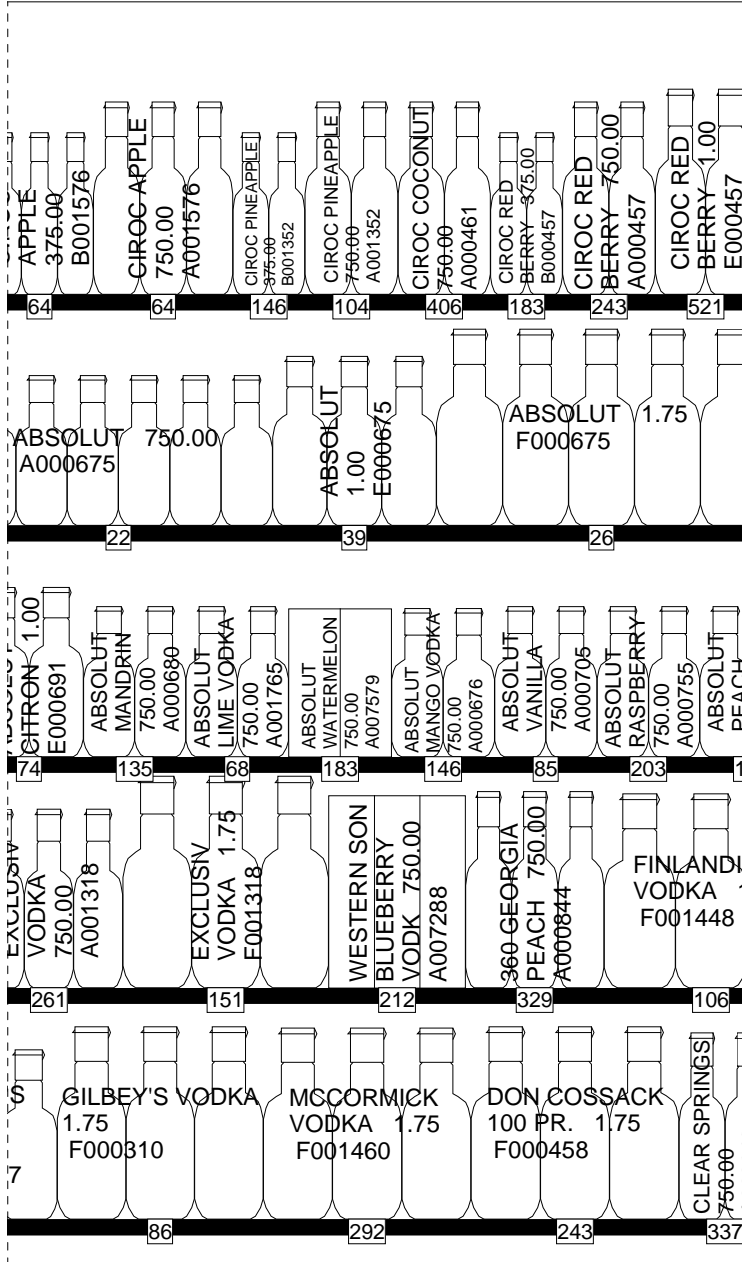 APPLE
375.00
B001576
CIROC APPLE
750.00
A001576
CIROC PINEAPPLE
375.00
B001352
CIROC PINEAPPLE
750.00
A001352
CIROC COCONUT
750.00
A000461
CIROC RED
BERRY 375.00
B000457
CIROC RED
BERRY 750.00
A000457
CIROC RED
BERRY 1.00
E000457
64
64
146
104
406
183
243
521
ABSOLUT 750.00
A000675
ABSOLUT
1.00
E000675
ABSOLUT 1.75
F000675
22
39
26
ABSOLUT
CITRON 1.00
E000691
ABSOLUT
MANDRIN
750.00
A000680
ABSOLUT
LIME VODKA
750.00
A001765
ABSOLUT
WATERMELON
750.00
A007579
ABSOLUT
MANGO VODKA
750.00
A000676
ABSOLUT
VANILLA
750.00
A000705
ABSOLUT
RASPBERRY
750.00
A000755
ABSOLUT
PEACH
74
135
68
183
146
85
203
1
EXCLUSIV
VODKA
750.00
A001318
EXCLUSIV
VODKA 1.75
F001318
WESTERN SON
BLUEBERRY
VODK 750.00
A007288
360 GEORGIA
PEACH 750.00
A000844
FINLANDI
VODKA 1
F001448
261
151
212
329
106
S
7
GILBEY'S VODKA
1.75
F000310
MCCORMICK
VODKA 1.75
F001460
DON COSSACK
100 PR. 1.75
F000458
CLEAR SPRINGS
750.00
86
292
243
337